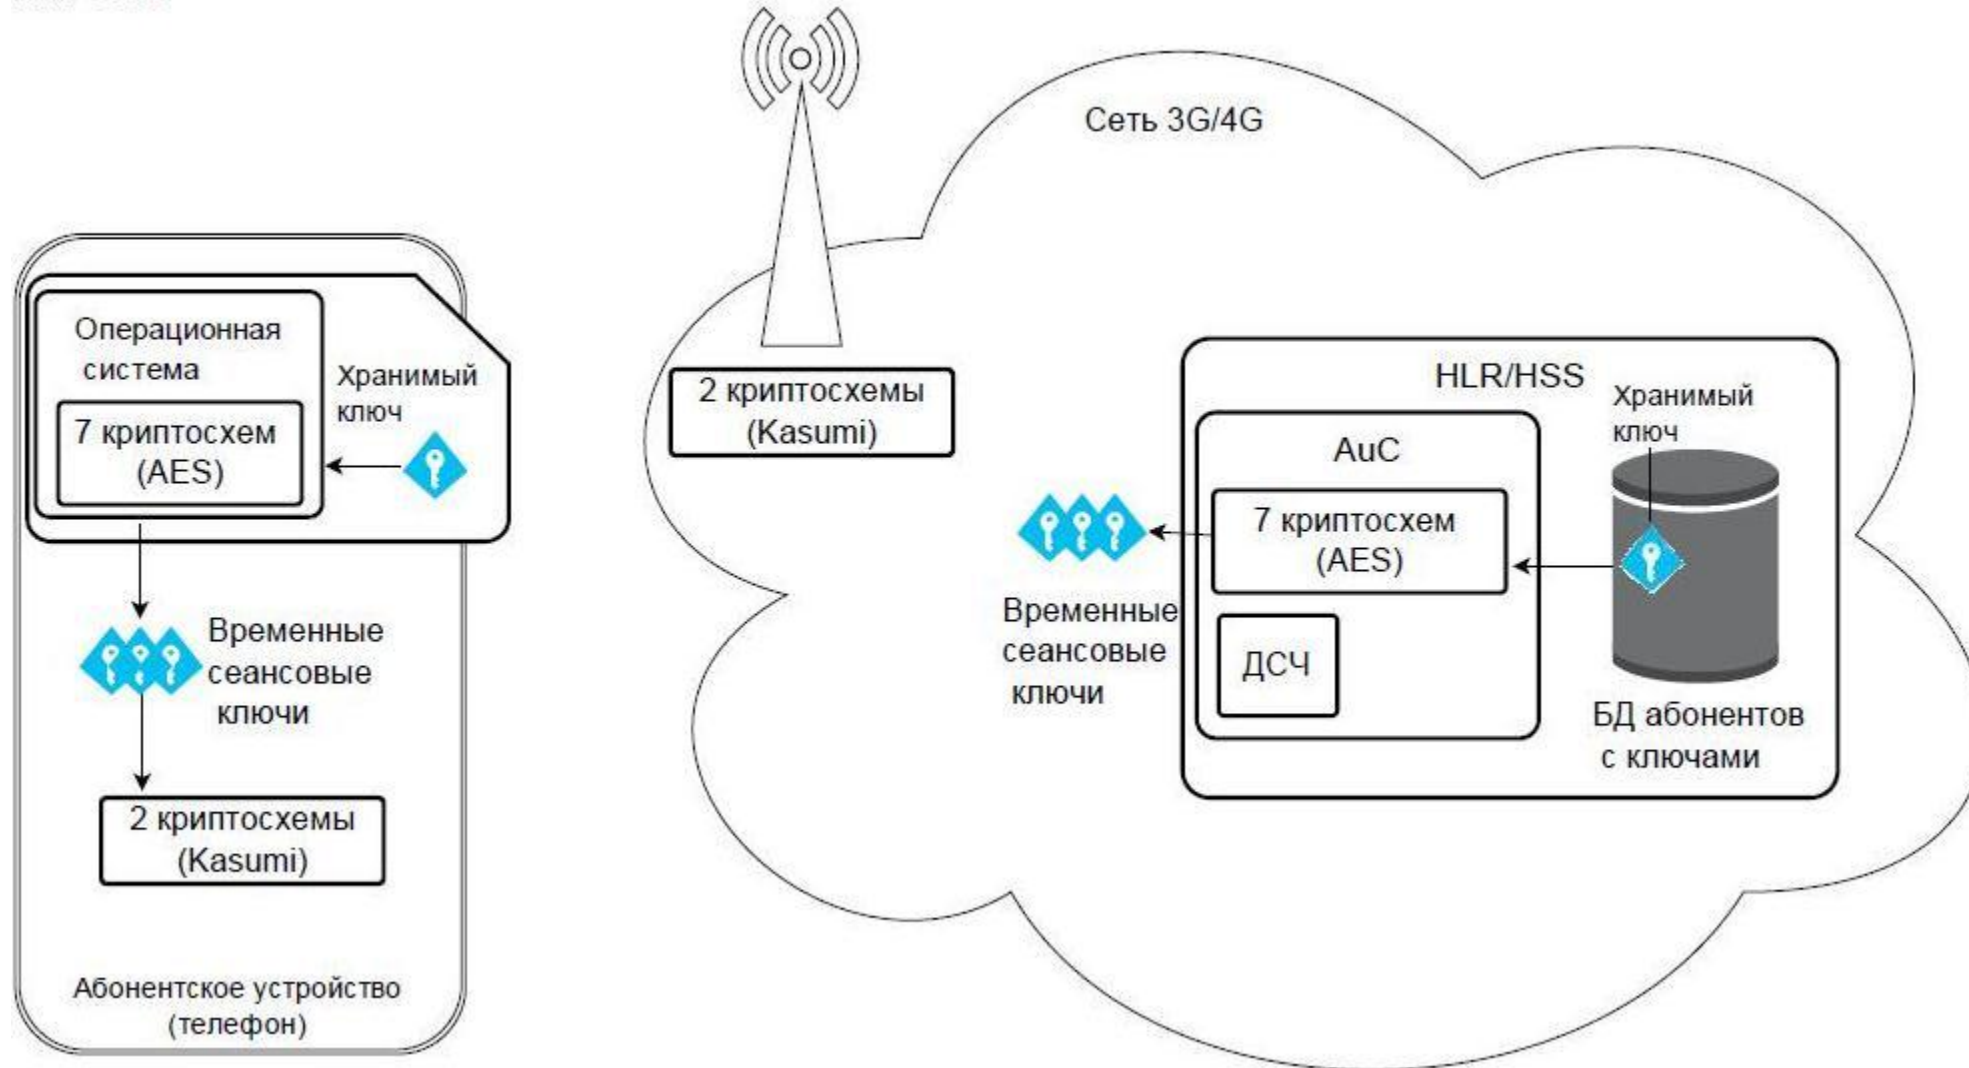 Операционная
система
Хранимый
ключ
7 криптосхем
(AES)
Временные
сеансовые
ключи
2 криптосхемы
(Kasumi)
Абонентское устройство
(телефон)
Сеть 3G/4G
2 криптосхемы
(Kasumi)
HLR/HSS
Хранимый
ключ
AuC
7 криптосхем
(AES)
Временные
сеансовые
ключи
ДСЧ
БД абонентов
с ключами